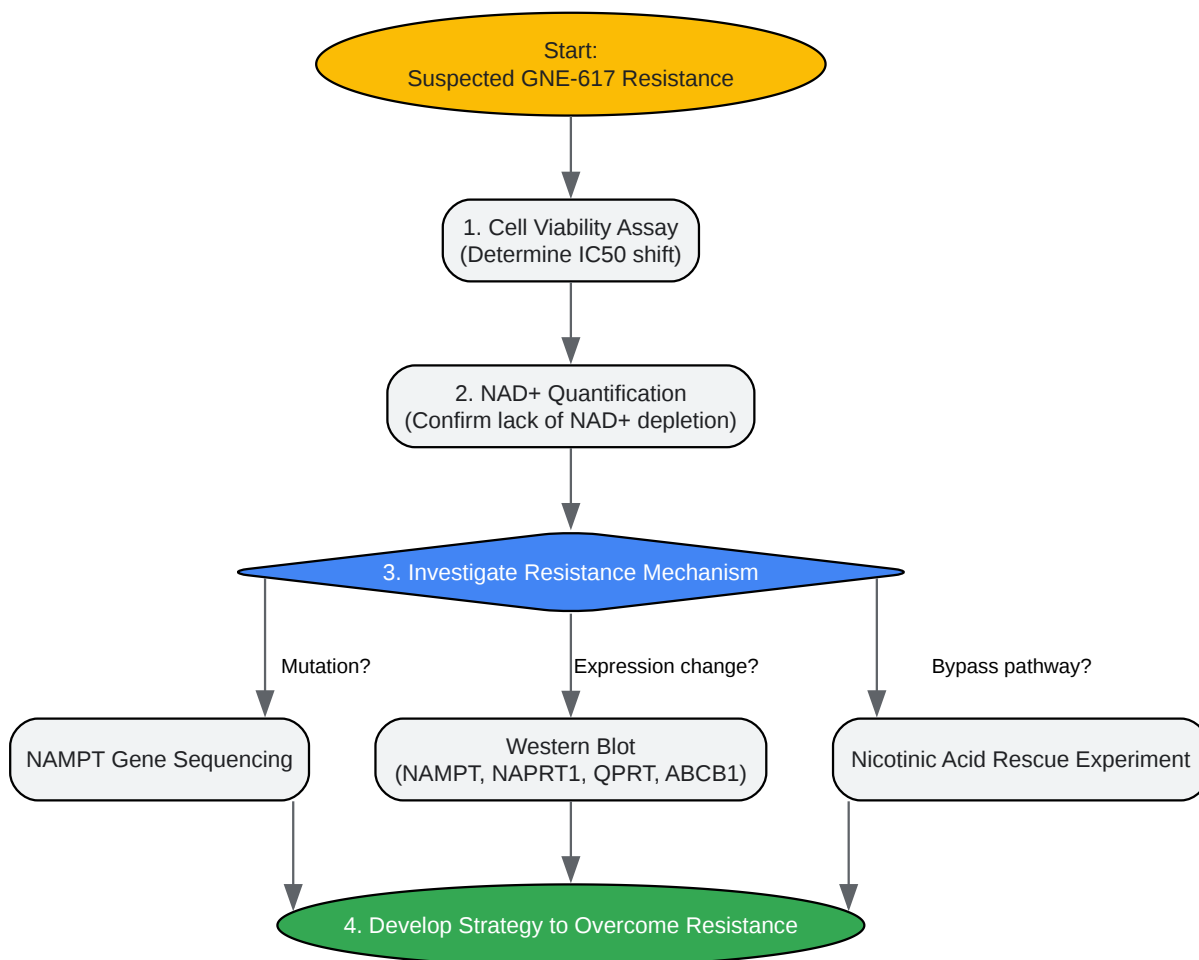 Start:
Suspected GNE-617 Resistance
1. Cell Viability Assay
(Determine IC50 shift)
2. NAD+ Quantification
(Confirm lack of NAD+ depletion)
3. Investigate Resistance Mechanism
Mutation?
Expression change?
Bypass pathway?
NAMPT Gene Sequencing
Western Blot
(NAMPT, NAPRT1, QPRT, ABCB1)
Nicotinic Acid Rescue Experiment
4. Develop Strategy to Overcome Resistance